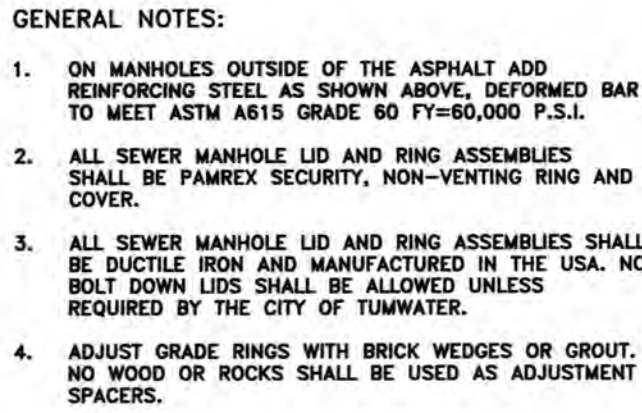 GENERAL NOTES:
1. ON MANHOLES OUTSIDE OF THE ASPHALT ADD
REINFORCING STEEL AS SHOWN ABOVE, DEFORMED BAR
TO MEET ASTM A615 GRADE 60 FY=60,000 P.S.I.
2. ALL SEWER MANHOLE LID AND RING ASSEMBLIES
SHALL BE PAMREX SECURITY, NON-VENTING RING AND
COVER.
3. ALL SEWER MANHOLE LID AND RING ASSEMBLIES SHALL
BE DUCTILE IRON AND MANUFACTURED IN THE USA. NO
BOLT DOWN LIDS SHALL BE ALLOWED UNLESS
REQUIRED BY THE CITY OF TUMWATER.
4. ADJUST GRADE RINGS WITH BRICK WEDGES OR GROUT.
NO WOOD OR ROCKS SHALL BE USED AS ADJUSTMENT
SPACERS.